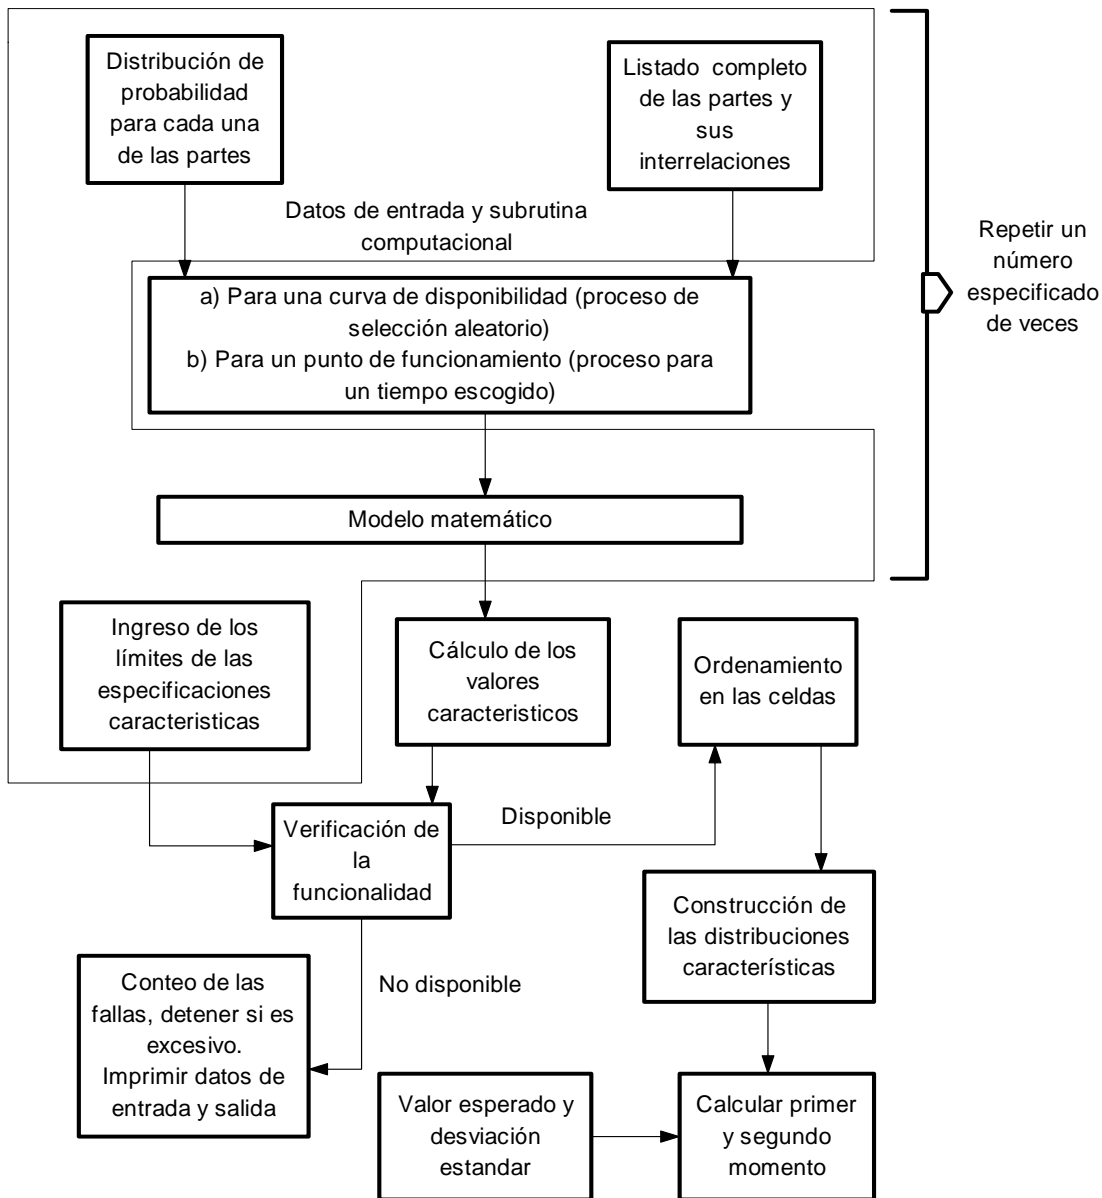 Distribución de
probabilidad
para cada una
de las partes
Listado completo
de las partes y
sus
interrelaciones
Datos de entrada y subrutina
computacional
Repetir un
número
especificado
de veces
a) Para una curva de disponibilidad (proceso de
selección aleatorio)
b) Para un punto de funcionamiento (proceso para
un tiempo escogido)
Modelo matemático
Ingreso de los
límites de las
especificaciones
caracteristicas
Cálculo de los
valores
caracteristicos
Ordenamiento
en las celdas
Verificación de
la
funcionalidad
Disponible
Construcción de
las distribuciones
características
Conteo de las
fallas, detener si es
excesivo.
Imprimir datos de
entrada y salida
No disponible
Valor esperado y
desviación
estandar
Calcular primer
y segundo
momento